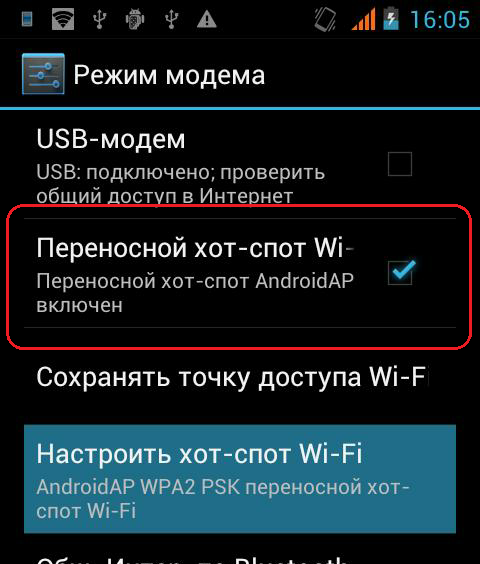 16:05
Режим модема
USB-модем
USB: подключено; проверить
общий доступ в Интернет
Переносной хот-спот Wi-
Переносной хот-спот AndroidAP
включен
Сохранять точку доступа Wi-F
Настроить хот-спот Wi-Fi
AndroidAP WPA2 PSK переносной хот-
спот Wi-Fi
Bluetooth